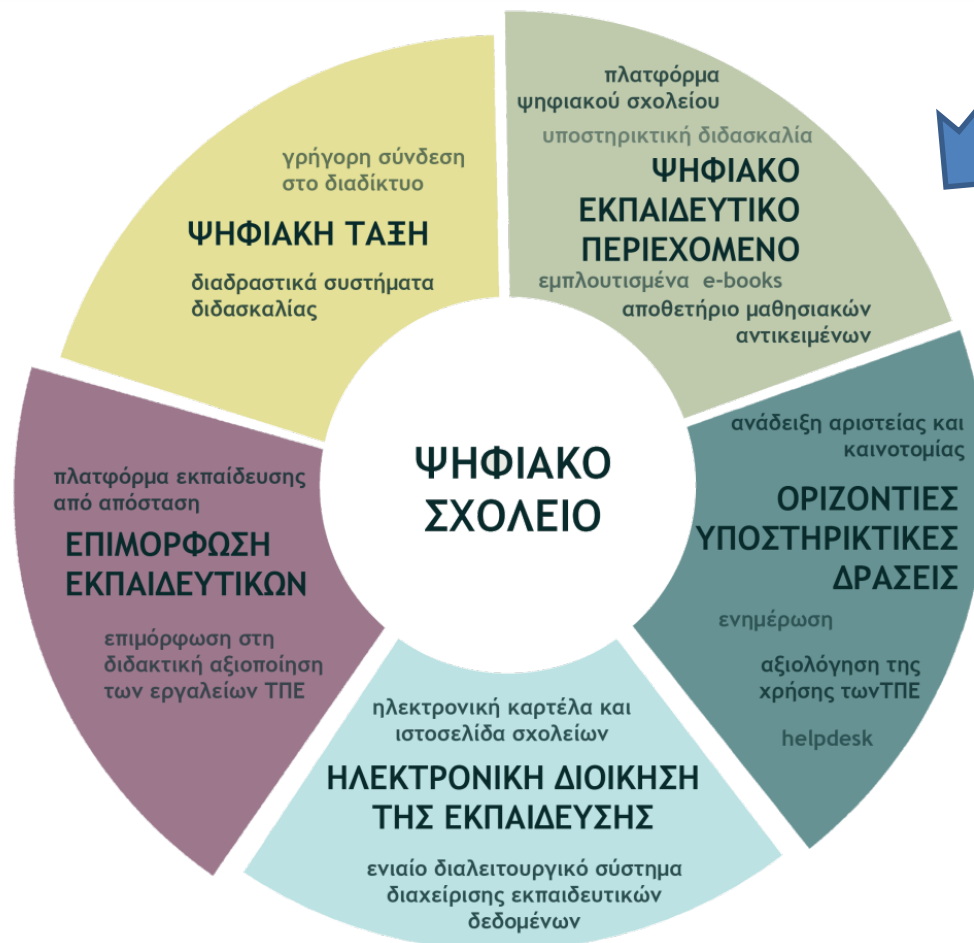 πλατφόρμα
ψηφιακού σχολείου
υποστηρικτική διδασκαλία
ΨΗΦΙΑΚΟ
ΕΚΠΑΙΔΕΥΤΙΚΟ
ΠΕΡΙΕΧΟΜΕΝΟ
εμπλουτισμένα e-books
αποθετήριο μαθησιακών
αντικειμένων
ανάδειξη αριστείας και
καινοτομίας
ΟΡΙΖΟΝΤΙΕΣ
ΥΠΟΣΤΗΡΙΚΤΙΚΕΣ
ΔΡΑΣΕΙΣ
ενημέρωση
αξιολόγηση της
χρήσης τωνΤΠΕ
helpdesk
ηλεκτρονική καρτέλα και
ιστοσελίδα σχολείων
ΗΛΕΚΤΡΟΝΙΚΗ ΔΙΟΙΚΗΣΗ
ΤΗΣ ΕΚΠΑΙΔΕΥΣΗΣ
ενιαίο διαλειτουργικό σύστημα
διαχείρισης εκπαιδευτικών
δεδομένων
πλατφόρμα εκπαίδευσης
από απόσταση
ΕΠΙΜΟΡΦΩΣΗ
ΕΚΠΑΙΔΕΥΤΙΚΩΝ
επιμόρφωση στη
διδακτική αξιοποίηση
των εργαλείων ΤΠΕ
γρήγορη σύνδεση
στο διαδίκτυο
ΨΗΦΙΑΚΗ ΤΑΞΗ
διαδραστικά συστήματα
διδασκαλίας
ΨΗΦΙΑΚΟ
ΣΧΟΛΕΙΟ